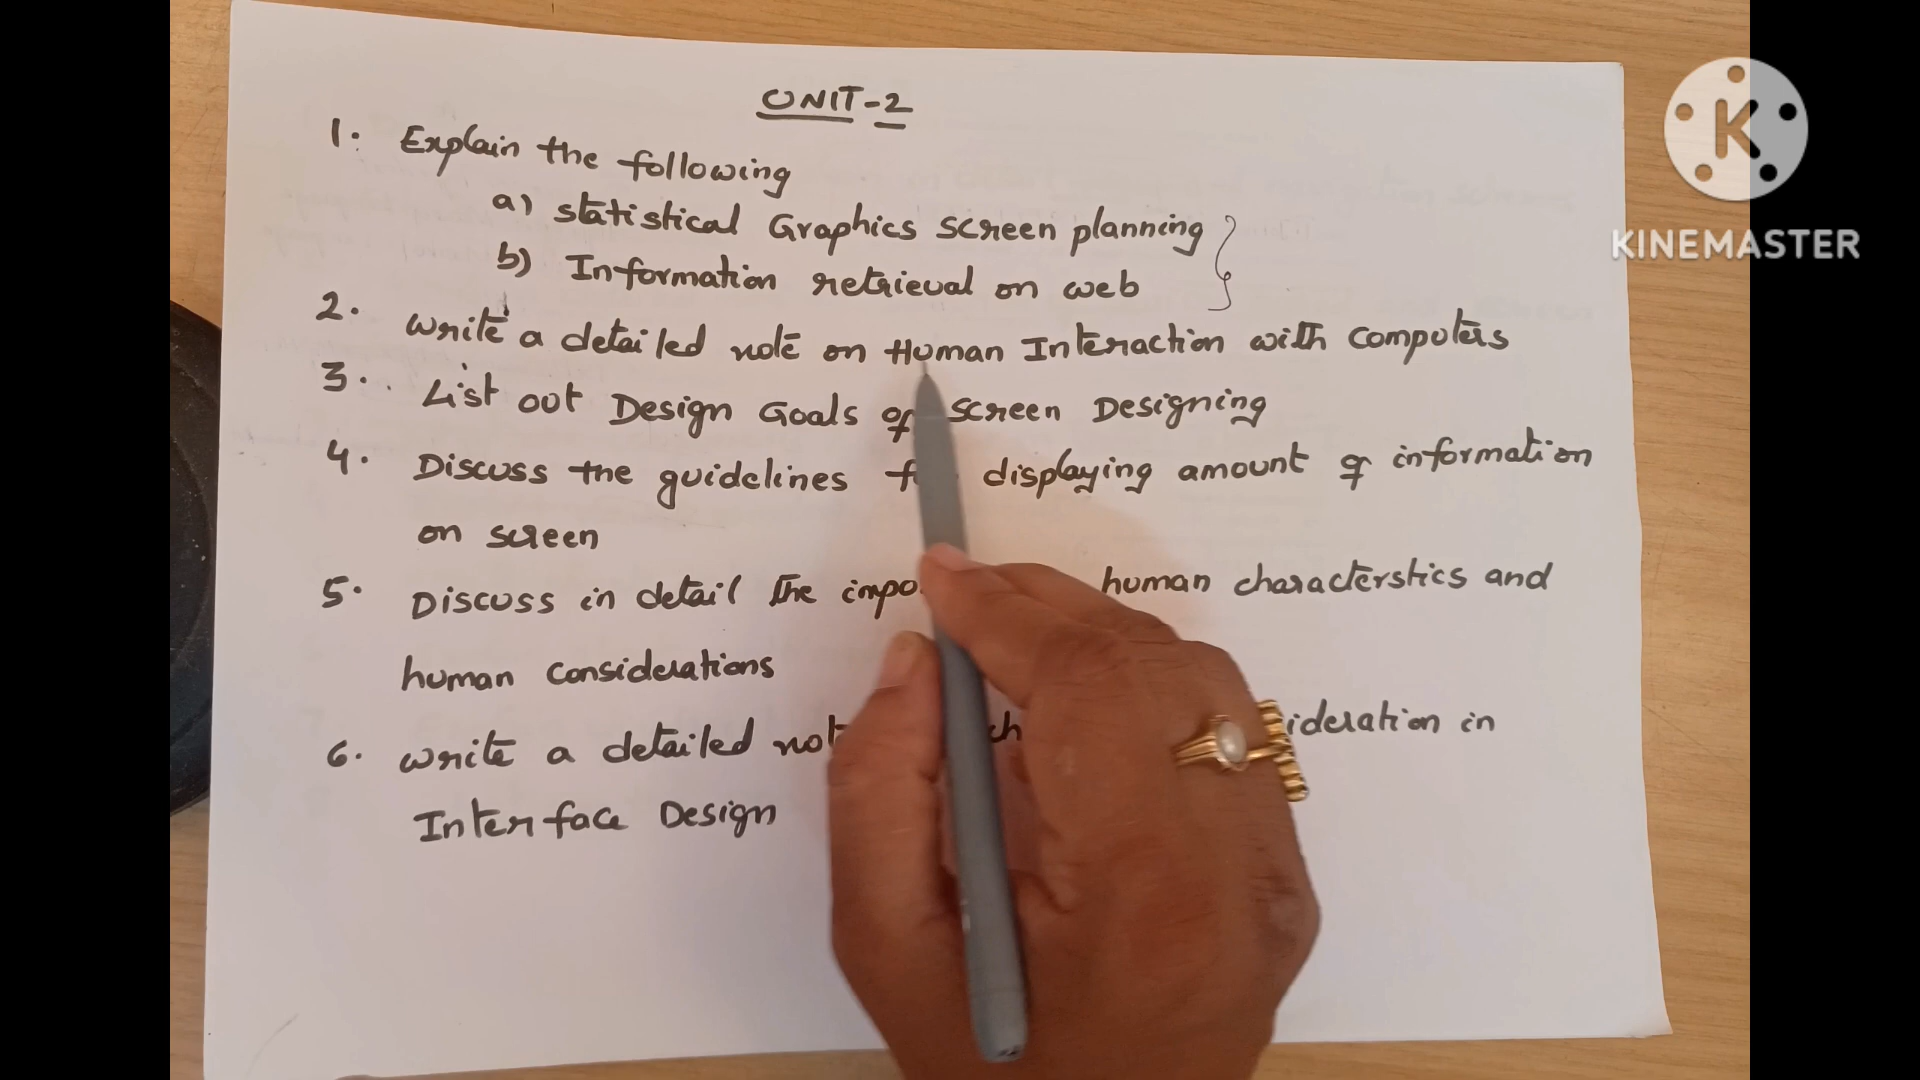 UNIT-2
1. Explain the following
a) statistical Graphics screen planning
b) Information retrieval on web
2. Write a detailed note on Human Interaction with Computers
3. List out Design Goals of screen Designing
4. Discuss the guidelines displaying amount of information
on screen
5. Discuss in detail the human characterstics and
human considerations
6. write a detailed in
Interface Design
K
KINEMASTER